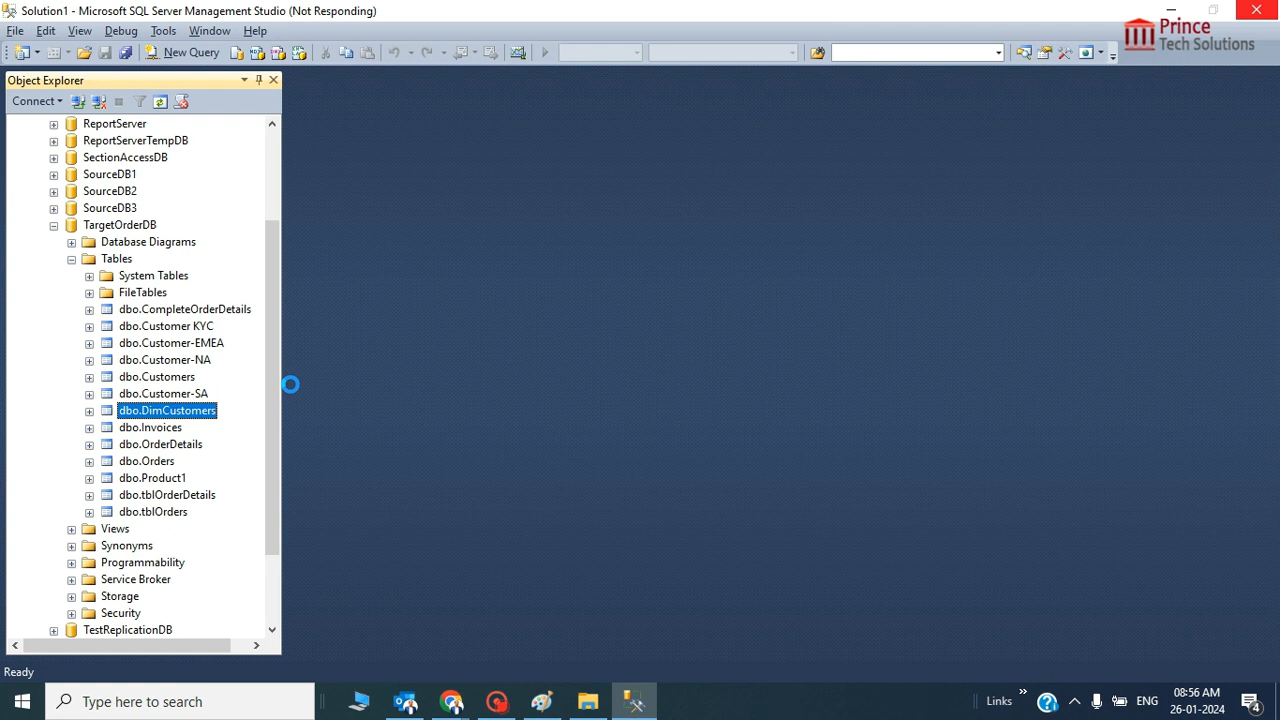 Solution1 - Microsoft SQL Server Management Studio (Not Responding)
File Edit View Debug Tools Window Help
Prince
Tech Solutions
New Query
Object Explorer
Connect
ReportServer
ReportServerTempDB
SectionAccessDB
SourceDB1
SourceDB2
SourceDB3
TargetOrderDB
Database Diagrams
Tables
System Tables
FileTables
dbo.CompleteOrderDetails
dbo.Customer KYC
dbo.Customer-EMEA
dbo.Customer-NA
dbo.Customers
dbo.Customer-SA
dbo.DimCustomers
dbo.Invoices
dbo.OrderDetails
dbo.Orders
dbo.Product1
dbo.tblOrderDetails
dbo.tblOrders
Views
Synonyms
Programmability
Service Broker
Storage
Security
TestReplicationDB
Ready
Type here to search
Links
ENG
08:56 AM
26-01-2024
4